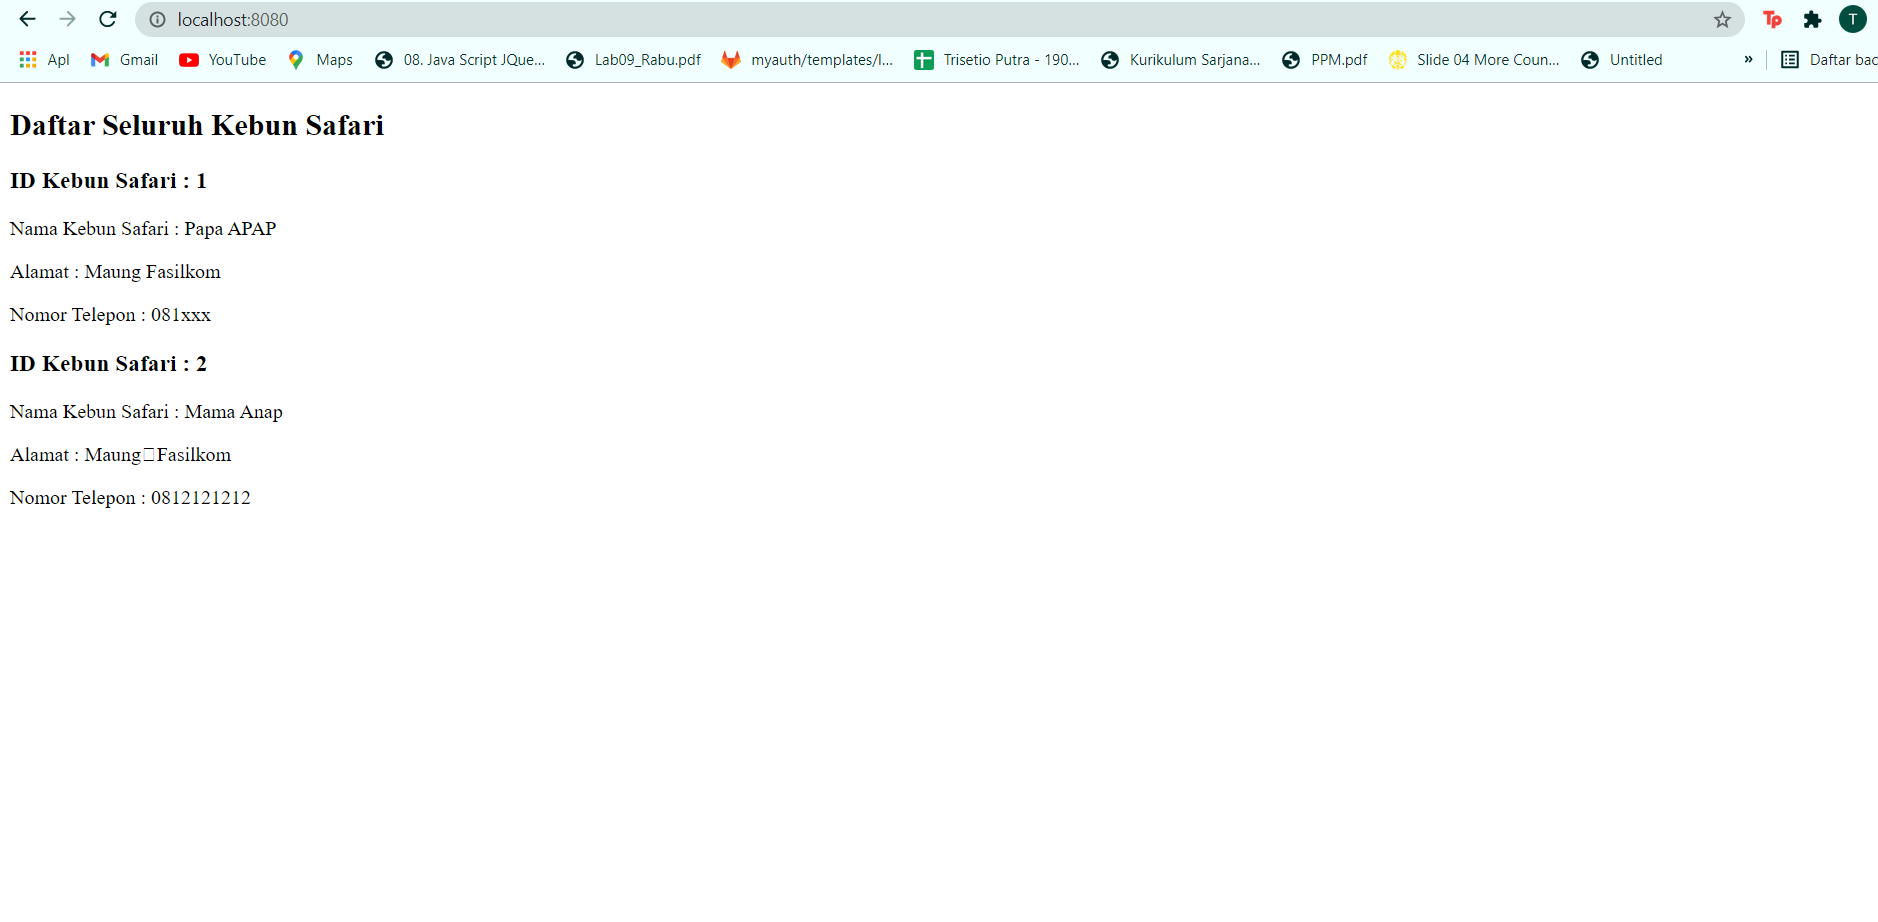 localhost:8080
Tp
T
Apl Gmail YouTube Maps 08. Java Script JQue... Lab09_Rabu.pdf myauth/templates/l... Trisetio Putra - 190... Kurikulum Sarjana... PPM.pdf Slide 04 More Coun... Untitled » Daftar bac
Daftar Seluruh Kebun Safari
ID Kebun Safari : 1
Nama Kebun Safari : Papa APAP
Alamat : Maung Fasilkom
Nomor Telepon : 081xxx
ID Kebun Safari : 2
Nama Kebun Safari : Mama Anap
Alamat : Maung□Fasilkom
Nomor Telepon : 0812121212